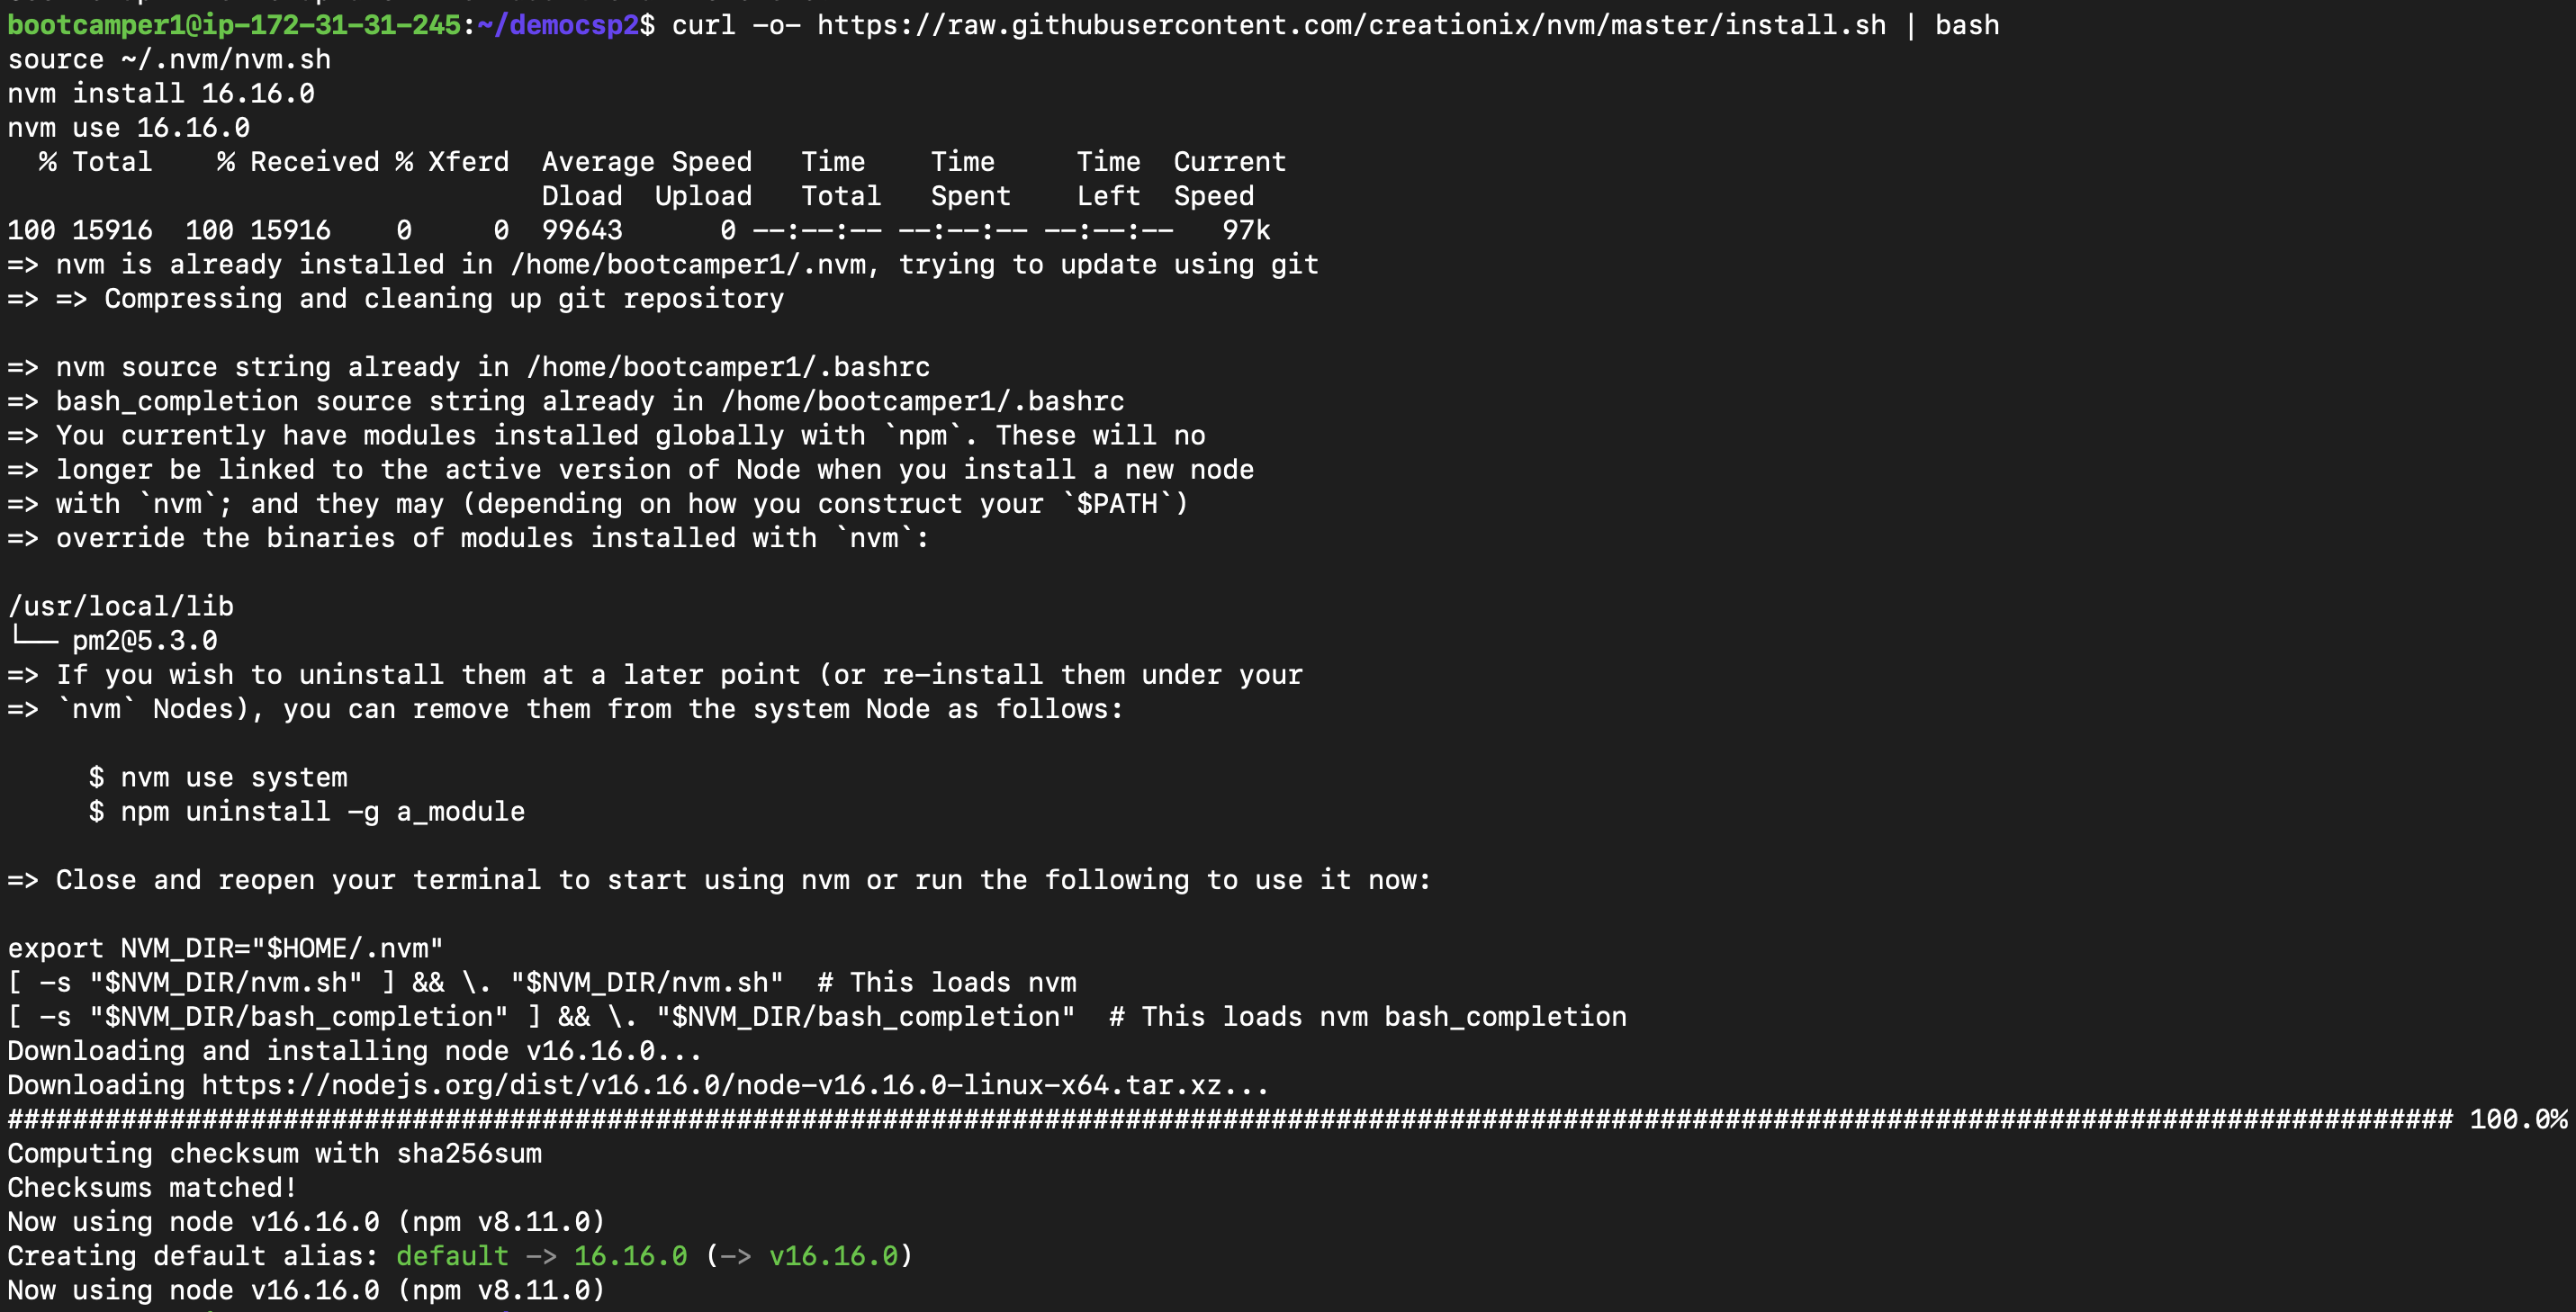 bootcamper1@ip-172-31-31-245:~/democsp2$ curl -o- https://raw.githubusercontent.com/creationix/nvm/master/install.sh | bash
source ~/.nvm/nvm.sh
nvm install 16.16.0
nvm use 16.16.0
  % Total    % Received % Xferd  Average Speed   Time    Time     Time  Current
                                 Dload  Upload   Total   Spent    Left  Speed
100 15916  100 15916    0     0  99643      0 --:--:-- --:--:-- --:--:--   97k
=> nvm is already installed in /home/bootcamper1/.nvm, trying to update using git
=> => Compressing and cleaning up git repository

=> nvm source string already in /home/bootcamper1/.bashrc
=> bash_completion source string already in /home/bootcamper1/.bashrc
=> You currently have modules installed globally with `npm`. These will no
=> longer be linked to the active version of Node when you install a new node
=> with `nvm`; and they may (depending on how you construct your `$PATH`)
=> override the binaries of modules installed with `nvm`:

/usr/local/lib
└── pm2@5.3.0
=> If you wish to uninstall them at a later point (or re-install them under your
=> `nvm` Nodes), you can remove them from the system Node as follows:

     $ nvm use system
     $ npm uninstall -g a_module

=> Close and reopen your terminal to start using nvm or run the following to use it now:

export NVM_DIR="$HOME/.nvm"
[ -s "$NVM_DIR/nvm.sh" ] && \. "$NVM_DIR/nvm.sh"  # This loads nvm
[ -s "$NVM_DIR/bash_completion" ] && \. "$NVM_DIR/bash_completion"  # This loads nvm bash_completion
Downloading and installing node v16.16.0...
Downloading https://nodejs.org/dist/v16.16.0/node-v16.16.0-linux-x64.tar.xz...
####################################################################################################################################################### 100.0%
Computing checksum with sha256sum
Checksums matched!
Now using node v16.16.0 (npm v8.11.0)
Creating default alias: default -> 16.16.0 (-> v16.16.0)
Now using node v16.16.0 (npm v8.11.0)